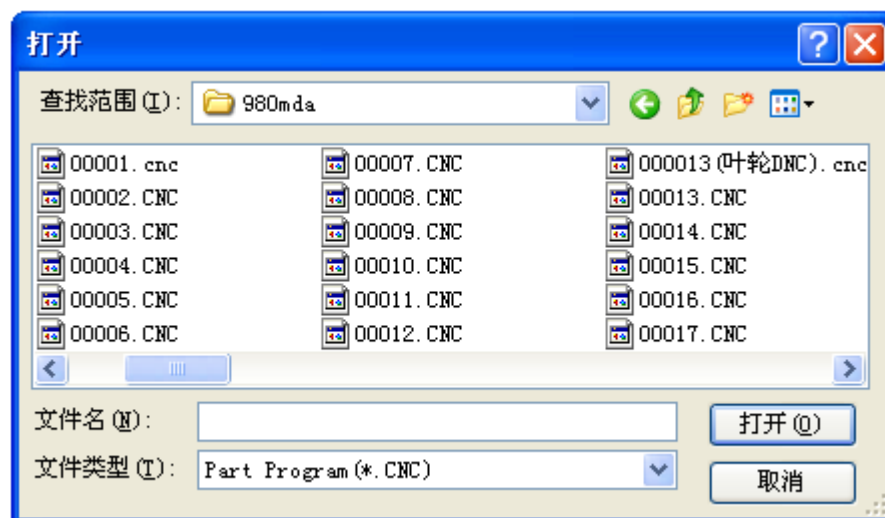 打开
查找范围(I): 980mda
00001.cnc
00002.CNC
00003.CNC
00004.CNC
00005.CNC
00006.CNC
00007.CNC
00008.CNC
00009.CNC
00010.CNC
00011.CNC
00012.CNC
000013(叶轮DNC).cnc
00013.CNC
00014.CNC
00015.CNC
00016.CNC
00017.CNC
文件名(N): 打开(O)
文件类型(T): Part Program(*.CNC) 取消